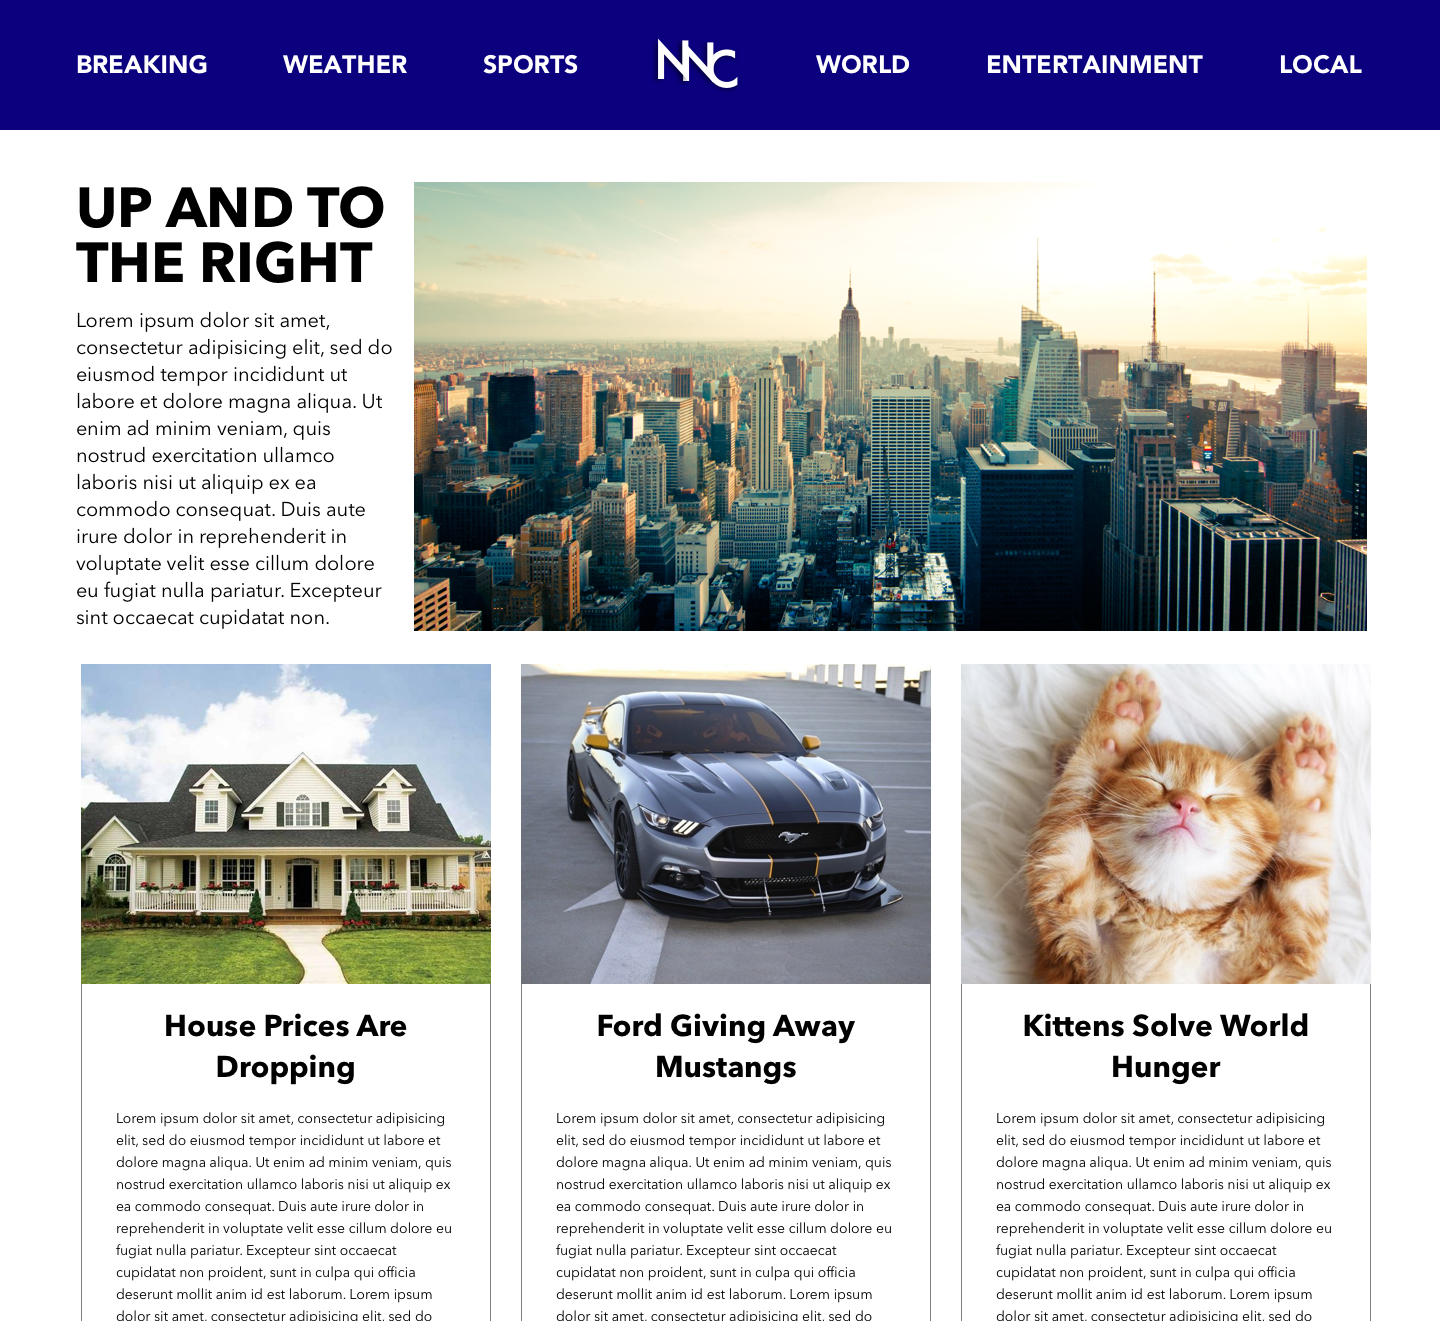 BREAKING WEATHER SPORTS NNC WORLD ENTERTAINMENT LOCAL
UP AND TO
THE RIGHT
Lorem ipsum dolor sit amet,
consectetur adipisicing elit, sed do
eiusmod tempor incididunt ut
labore et dolore magna aliqua. Ut
enim ad minim veniam, quis
nostrud exercitation ullamco
laboris nisi ut aliquip ex ea
commodo consequat. Duis aute
irure dolor in reprehenderit in
voluptate velit esse cillum dolore
eu fugiat nulla pariatur. Excepteur
sint occaecat cupidatat non.
House Prices Are
Dropping
Lorem ipsum dolor sit amet, consectetur adipisicing
elit, sed do eiusmod tempor incididunt ut labore et
dolore magna aliqua. Ut enim ad minim veniam, quis
nostrud exercitation ullamco laboris nisi ut aliquip ex
ea commodo consequat. Duis aute irure dolor in
reprehenderit in voluptate velit esse cillum dolore eu
fugiat nulla pariatur. Excepteur sint occaecat
cupidatat non proident, sunt in culpa qui officia
deserunt mollit anim id est laborum. Lorem ipsum
dolor sit amet, consectetur adipisicing elit, sed do
Ford Giving Away
Mustangs
Lorem ipsum dolor sit amet, consectetur adipisicing
elit, sed do eiusmod tempor incididunt ut labore et
dolore magna aliqua. Ut enim ad minim veniam, quis
nostrud exercitation ullamco laboris nisi ut aliquip ex
ea commodo consequat. Duis aute irure dolor in
reprehenderit in voluptate velit esse cillum dolore eu
fugiat nulla pariatur. Excepteur sint occaecat
cupidatat non proident, sunt in culpa qui officia
deserunt mollit anim id est laborum. Lorem ipsum
dolor sit amet, consectetur adipisicing elit, sed do
Kittens Solve World
Hunger
Lorem ipsum dolor sit amet, consectetur adipisicing
elit, sed do eiusmod tempor incididunt ut labore et
dolore magna aliqua. Ut enim ad minim veniam, quis
nostrud exercitation ullamco laboris nisi ut aliquip ex
ea commodo consequat. Duis aute irure dolor in
reprehenderit in voluptate velit esse cillum dolore eu
fugiat nulla pariatur. Excepteur sint occaecat
cupidatat non proident, sunt in culpa qui officia
deserunt mollit anim id est laborum. Lorem ipsum
dolor sit amet, consectetur adipisicing elit, sed do